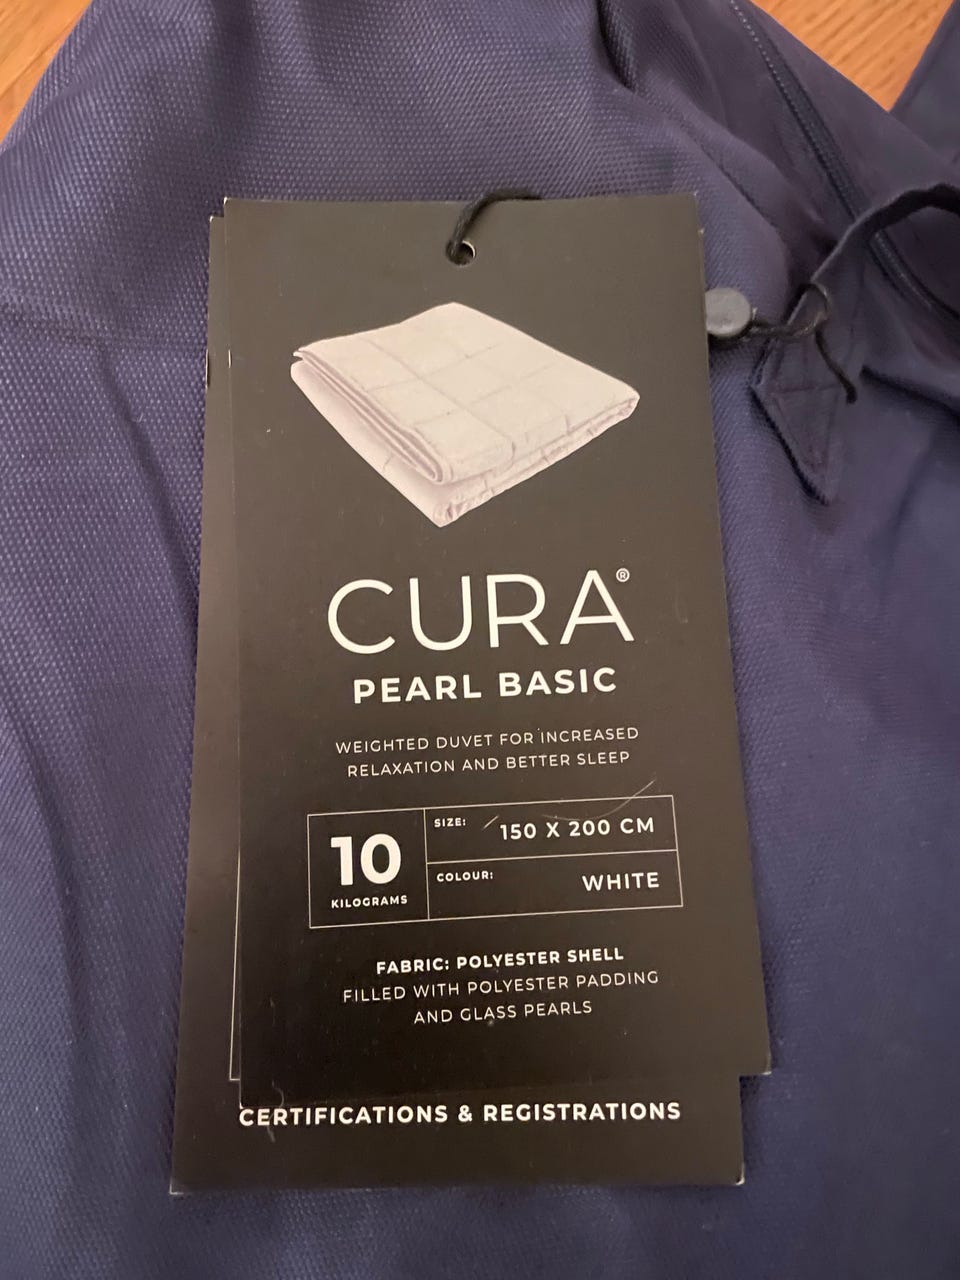 CURA®
PEARL BASIC
WEIGHTED DUVET FOR INCREASED
RELAXATION AND BETTER SLEEP
10
KILOGRAMS
SIZE: 150 X 200 CM
COLOUR: WHITE
FABRIC: POLYESTER SHELL
FILLED WITH POLYESTER PADDING
AND GLASS PEARLS
CERTIFICATIONS & REGISTRATIONS